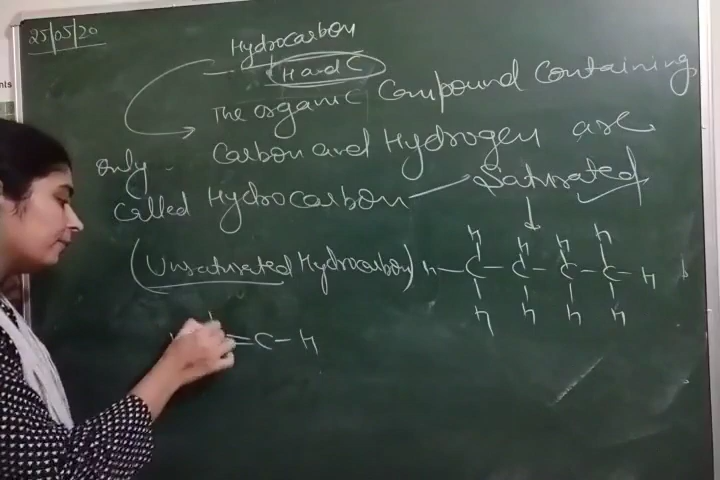 25/05/20
Hydrocarbon
H and C
The organic compound containing
only carbon and Hydrogen are
called Hydrocarbon — Saturated
(Unsaturated Hydrocarbon)
H H H H
H—C—C—C—C—H
H H H H
=C—H